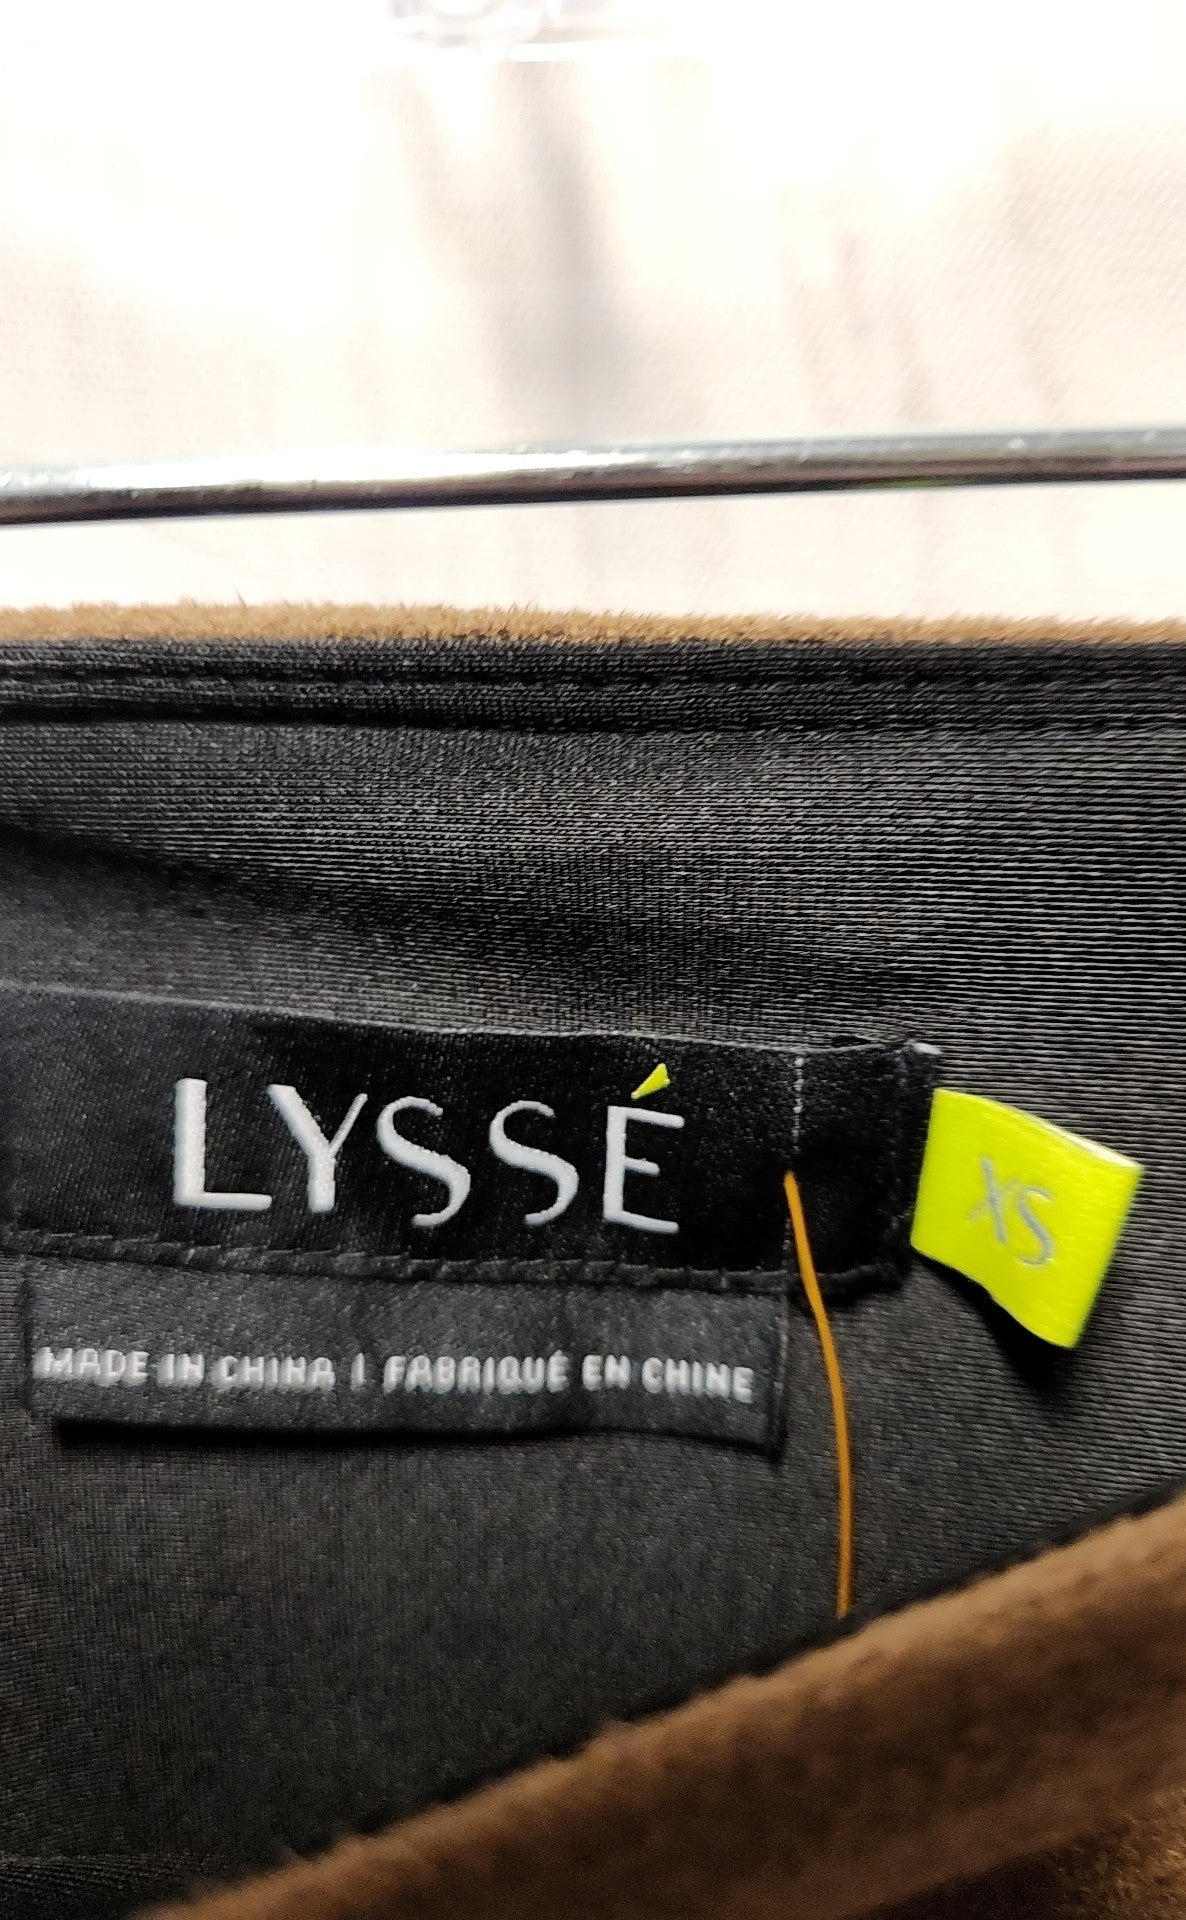 LYSSÉ
XS
MADE IN CHINA | FABRIQUÉ EN CHINE